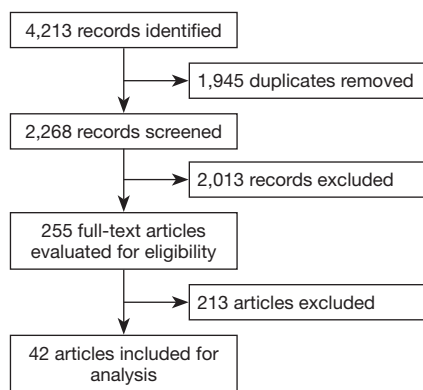 4,213 records identified
1,945 duplicates removed
2,268 records screened
2,013 records excluded
255 full-text articles
evaluated for eligibility
213 articles excluded
42 articles included for
analysis